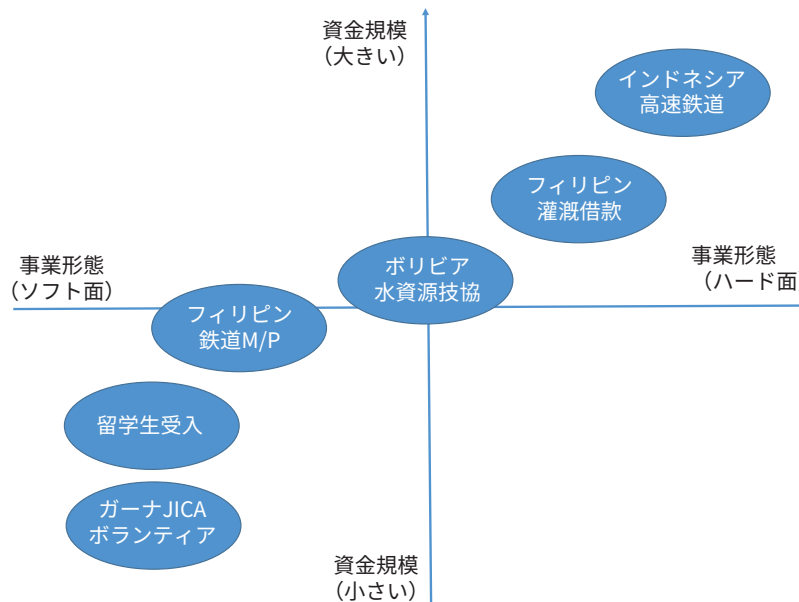 資金規模
（大きい）
インドネシア
高速鉄道
フィリピン
灌漑借款
ボリビア
水資源技協
事業形態
（ソフト面）
事業形態
（ハード面）
フィリピン
鉄道M/P
留学生受入
ガーナJICA
ボランティア
資金規模
（小さい）